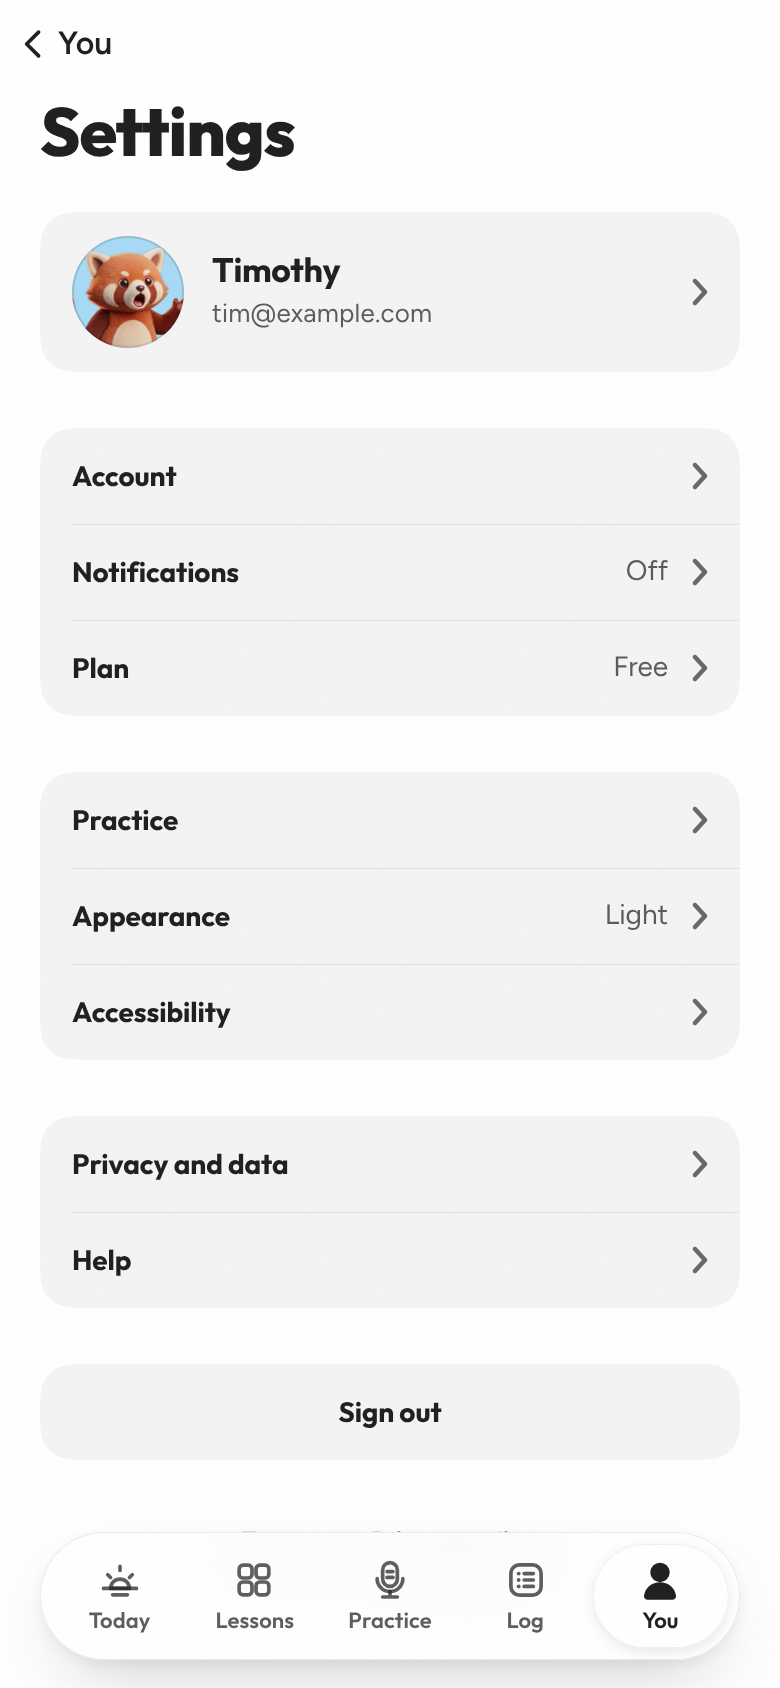 You
Settings
Timothy
tim@example.com
Account
Notifications Off
Plan Free
Practice
Appearance Light
Accessibility
Privacy and data
Help
Sign out
Today Lessons Practice Log You